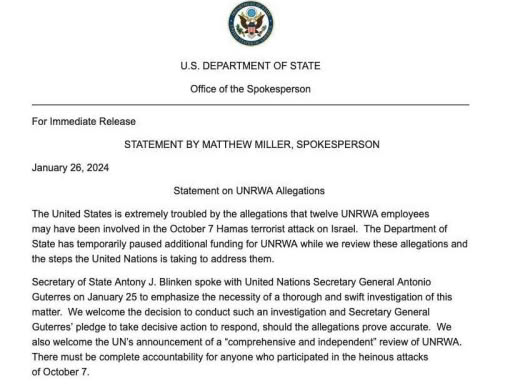 U.S. DEPARTMENT OF STATE
Office of the Spokesperson
For Immediate Release
STATEMENT BY MATTHEW MILLER, SPOKESPERSON
January 26, 2024
Statement on UNRWA Allegations
The United States is extremely troubled by the allegations that twelve UNRWA employees
may have been involved in the October 7 Hamas terrorist attack on Israel. The Department of
State has temporarily paused additional funding for UNRWA while we review these allegations and
the steps the United Nations is taking to address them.
Secretary of State Antony J. Blinken spoke with United Nations Secretary General Antonio
Guterres on January 25 to emphasize the necessity of a thorough and swift investigation of this
matter. We welcome the decision to conduct such an investigation and Secretary General
Guterres' pledge to take decisive action to respond, should the allegations prove accurate. We
also welcome the UN's announcement of a "comprehensive and independent" review of UNRWA.
There must be complete accountability for anyone who participated in the heinous attacks
of October 7.